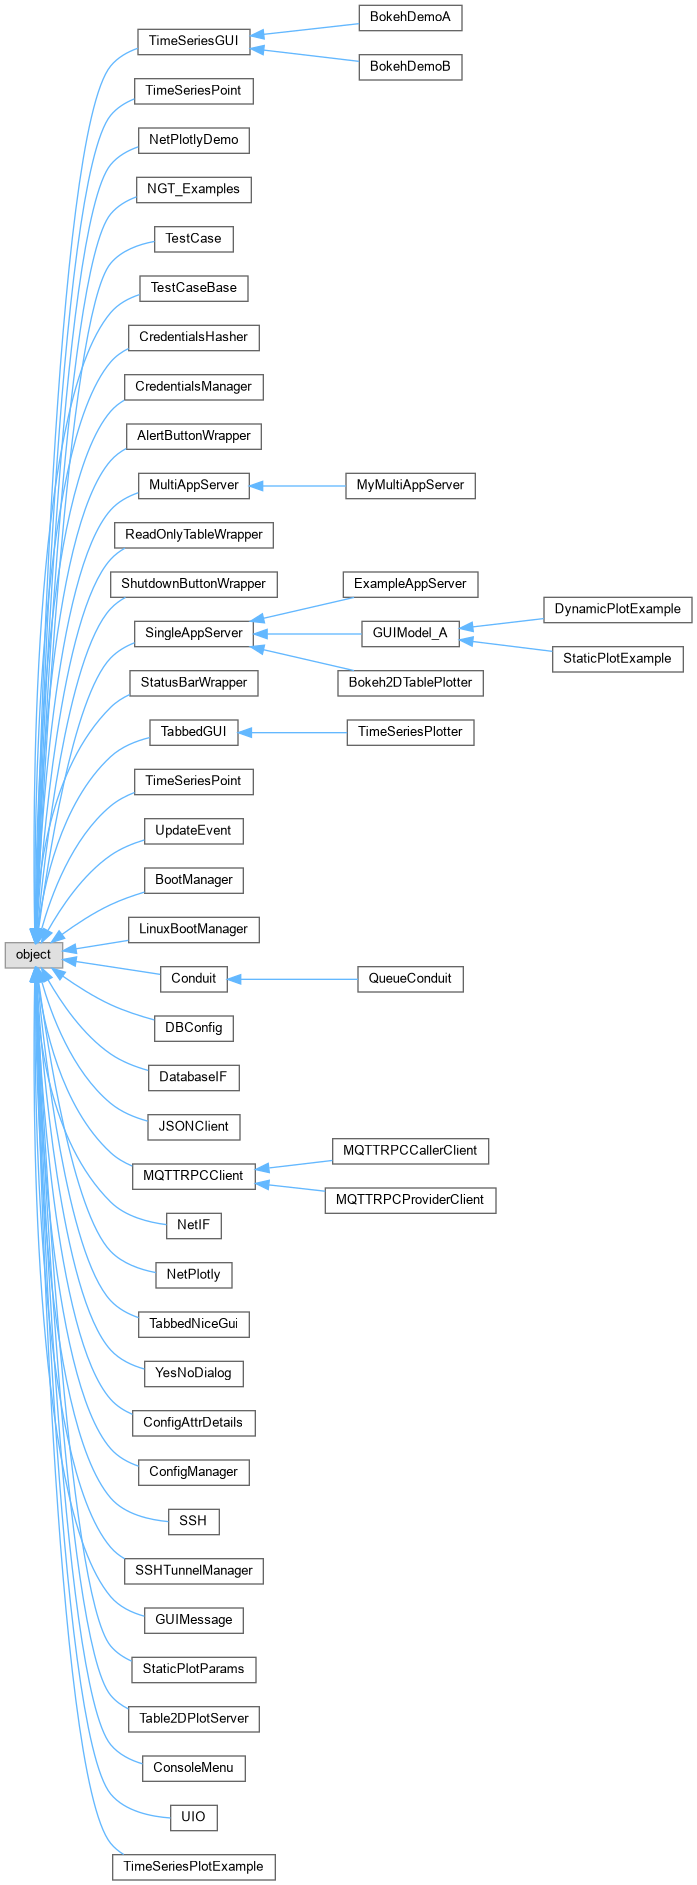 BokehDemoA
TimeSeriesGUI
BokehDemoB
TimeSeriesPoint
NetPlotlyDemo
NGT_Examples
TestCase
TestCaseBase
CredentialsHasher
CredentialsManager
AlertButtonWrapper
MultiAppServer
MyMultiAppServer
ReadOnlyTableWrapper
ShutdownButtonWrapper
ExampleAppServer
SingleAppServer
GUIModel_A
DynamicPlotExample
StaticPlotExample
StatusBarWrapper
Bokeh2DTablePlotter
TabbedGUI
TimeSeriesPlotter
TimeSeriesPoint
UpdateEvent
BootManager
LinuxBootManager
object
Conduit
QueueConduit
DBConfig
DatabaseIF
JSONClient
MQTTRPCCallerClient
MQTTRPCClient
MQTTRPCProviderClient
NetIF
NetPlotly
TabbedNiceGui
YesNoDialog
ConfigAttrDetails
ConfigManager
SSH
SSHTunnelManager
GUIMessage
StaticPlotParams
Table2DPlotServer
ConsoleMenu
UIO
TimeSeriesPlotExample